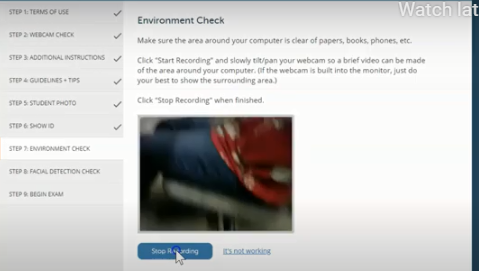 Watch lat
STEP 1: TERMS OF USE
STEP 2: WEBCAM CHECK
STEP 3: ADDITIONAL INSTRUCTIONS
STEP 4: GUIDELINES + TIPS
STEP 5: STUDENT PHOTO
STEP 6: SHOW ID
STEP 7: ENVIRONMENT CHECK
STEP 8: FACIAL DETECTION CHECK
STEP 9: BEGIN EXAM
Environment Check
Make sure the area around your computer is clear of papers, books, phones, etc.
Click "Start Recording" and slowly tilt/pan your webcam so a brief video can be made
of the area around your computer. (If the webcam is built into the monitor, just do
your best to show the surrounding area.)
Click "Stop Recording" when finished.
Stop Recording
It's not working